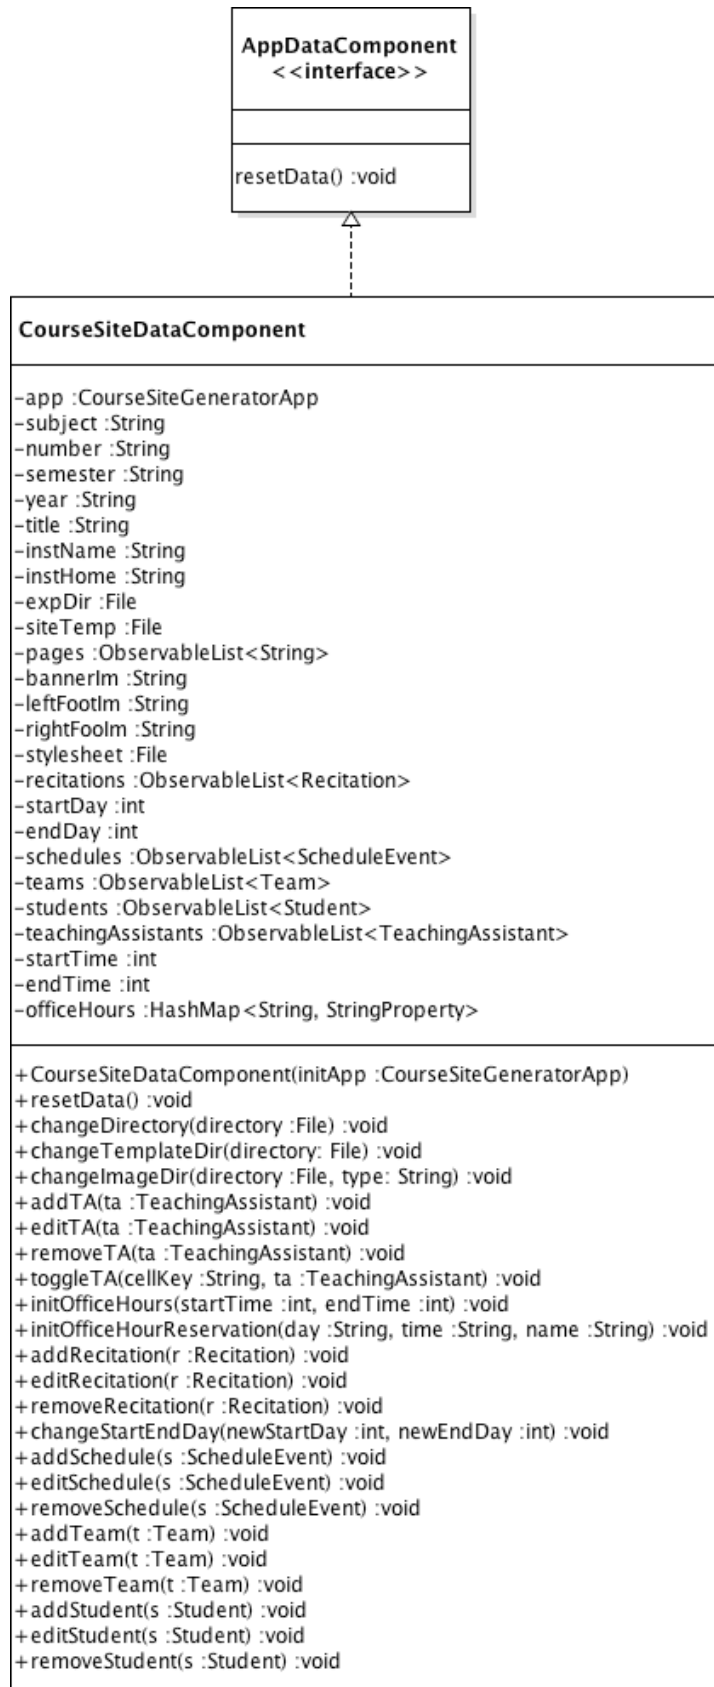 AppDataComponent
<<interface>>
resetData() :void
CourseSiteDataComponent
-app :CourseSiteGeneratorApp
-subject :String
-number :String
-semester :String
-year :String
-title :String
-instName :String
-instHome :String
-expDir :File
-siteTemp :File
-pages :ObservableList<String>
-bannerIm :String
-leftFootIm :String
-rightFooIm :String
-stylesheet :File
-recitations :ObservableList<Recitation>
-startDay :int
-endDay :int
-schedules :ObservableList<ScheduleEvent>
-teams :ObservableList<Team>
-students :ObservableList<Student>
-teachingAssistants :ObservableList<TeachingAssistant>
-startTime :int
-endTime :int
-officeHours :HashMap<String, StringProperty>
+CourseSiteDataComponent(initApp :CourseSiteGeneratorApp)
+resetData() :void
+changeDirectory(directory :File) :void
+changeTemplateDir(directory: File) :void
+changeImageDir(directory :File, type: String) :void
+addTA(ta :TeachingAssistant) :void
+editTA(ta :TeachingAssistant) :void
+removeTA(ta :TeachingAssistant) :void
+toggleTA(cellKey :String, ta :TeachingAssistant) :void
+initOfficeHours(startTime :int, endTime :int) :void
+initOfficeHourReservation(day :String, time :String, name :String) :void
+addRecitation(r :Recitation) :void
+editRecitation(r :Recitation) :void
+removeRecitation(r :Recitation) :void
+changeStartEndDay(newStartDay :int, newEndDay :int) :void
+addSchedule(s :ScheduleEvent) :void
+editSchedule(s :ScheduleEvent) :void
+removeSchedule(s :ScheduleEvent) :void
+addTeam(t :Team) :void
+editTeam(t :Team) :void
+removeTeam(t :Team) :void
+addStudent(s :Student) :void
+editStudent(s :Student) :void
+removeStudent(s :Student) :void